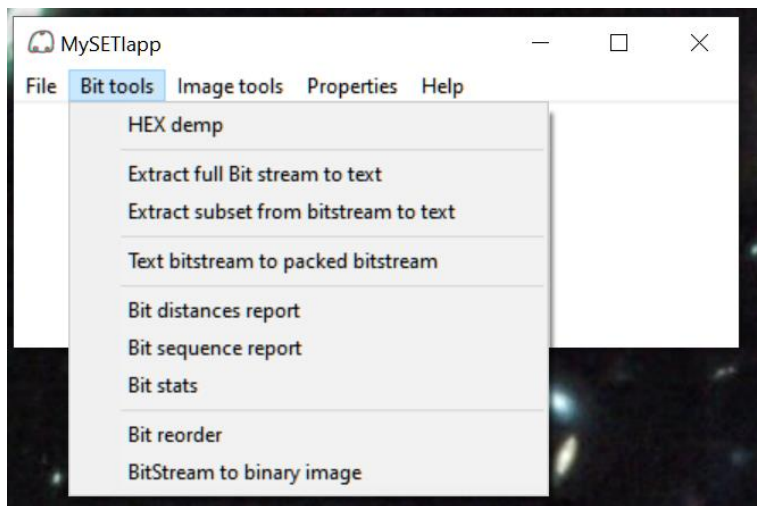 MySETIapp
File Bit tools Image tools Properties Help
HEX demp
Extract full Bit stream to text
Extract subset from bitstream to text
Text bitstream to packed bitstream
Bit distances report
Bit sequence report
Bit stats
Bit reorder
BitStream to binary image